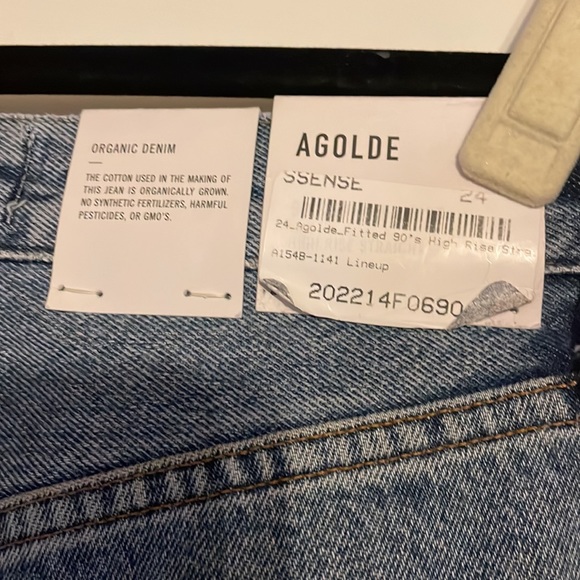 ORGANIC DENIM
THE COTTON USED IN THE MAKING OF
THIS JEAN IS ORGANICALLY GROWN.
NO SYNTHETIC FERTILIZERS, HARMFUL
PESTICIDES, OR GMO'S.
AGOLDE
SSENSE 24
24_Agolde_Fitted 90's High Rise Stra
A154B-1141 Lineup
202214F0690